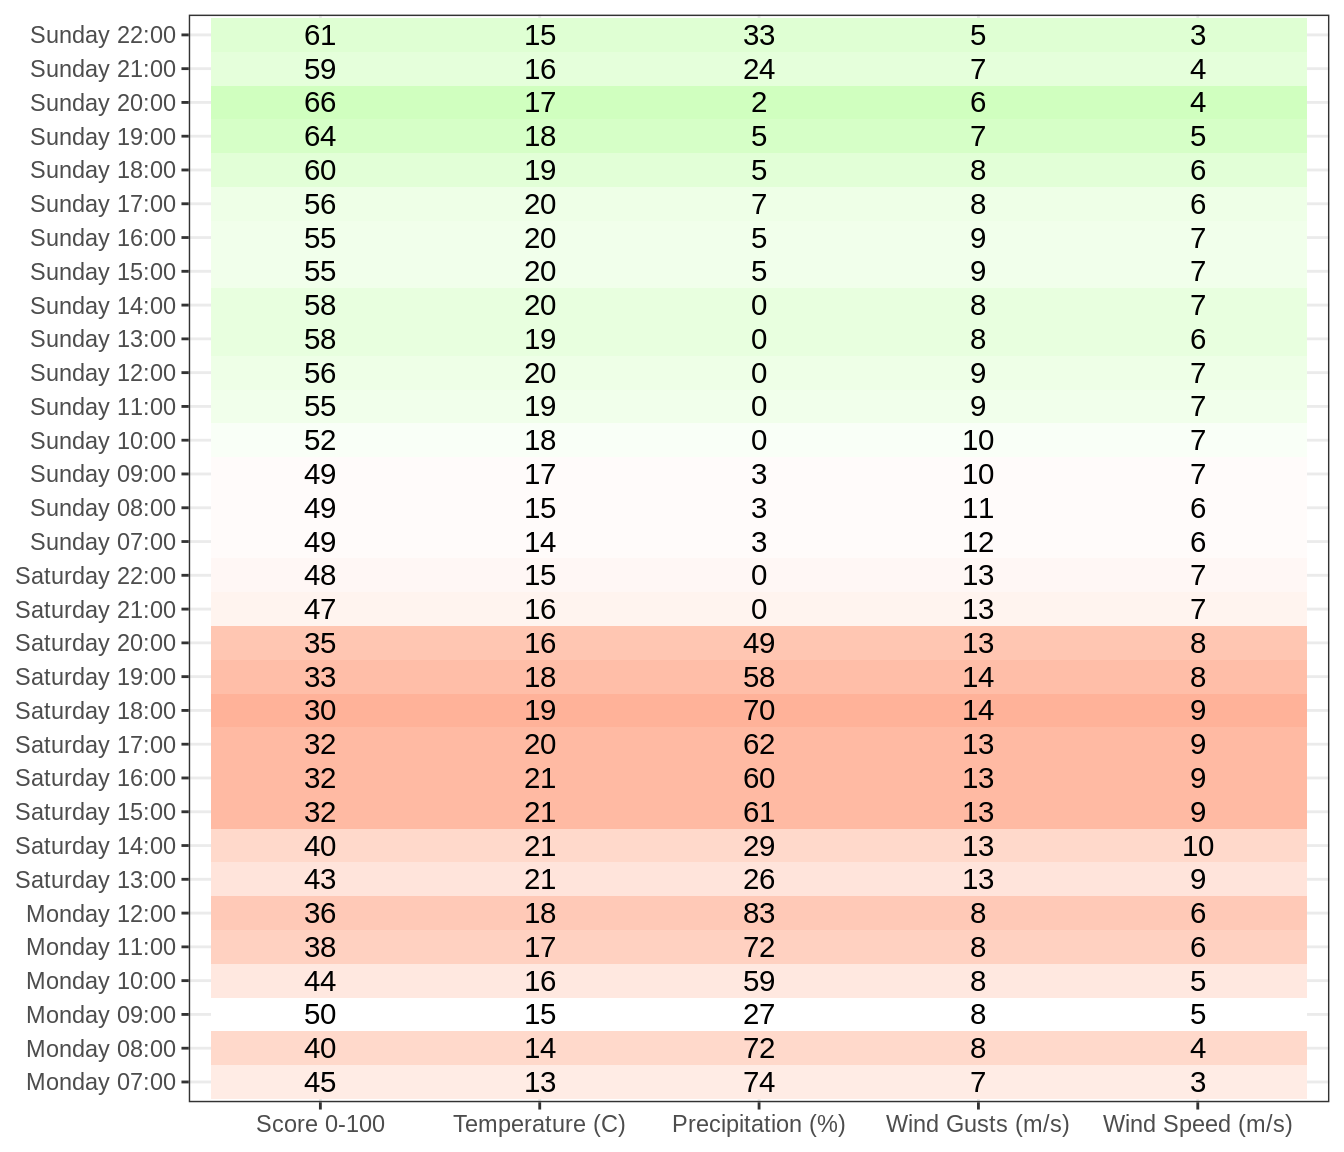 Sunday 22:00 61 15 33 5 3
Sunday 21:00 59 16 24 7 4
Sunday 20:00 66 17 2 6 4
Sunday 19:00 64 18 5 7 5
Sunday 18:00 60 19 5 8 6
Sunday 17:00 56 20 7 8 6
Sunday 16:00 55 20 5 9 7
Sunday 15:00 55 20 5 9 7
Sunday 14:00 58 20 0 8 7
Sunday 13:00 58 19 0 8 6
Sunday 12:00 56 20 0 9 7
Sunday 11:00 55 19 0 9 7
Sunday 10:00 52 18 0 10 7
Sunday 09:00 49 17 3 10 7
Sunday 08:00 49 15 3 11 6
Sunday 07:00 49 14 3 12 6
Saturday 22:00 48 15 0 13 7
Saturday 21:00 47 16 0 13 7
Saturday 20:00 35 16 49 13 8
Saturday 19:00 33 18 58 14 8
Saturday 18:00 30 19 70 14 9
Saturday 17:00 32 20 62 13 9
Saturday 16:00 32 21 60 13 9
Saturday 15:00 32 21 61 13 9
Saturday 14:00 40 21 29 13 10
Saturday 13:00 43 21 26 13 9
Monday 12:00 36 18 83 8 6
Monday 11:00 38 17 72 8 6
Monday 10:00 44 16 59 8 5
Monday 09:00 50 15 27 8 5
Monday 08:00 40 14 72 8 4
Monday 07:00 45 13 74 7 3
Score 0-100 Temperature (C) Precipitation (%) Wind Gusts (m/s) Wind Speed (m/s)